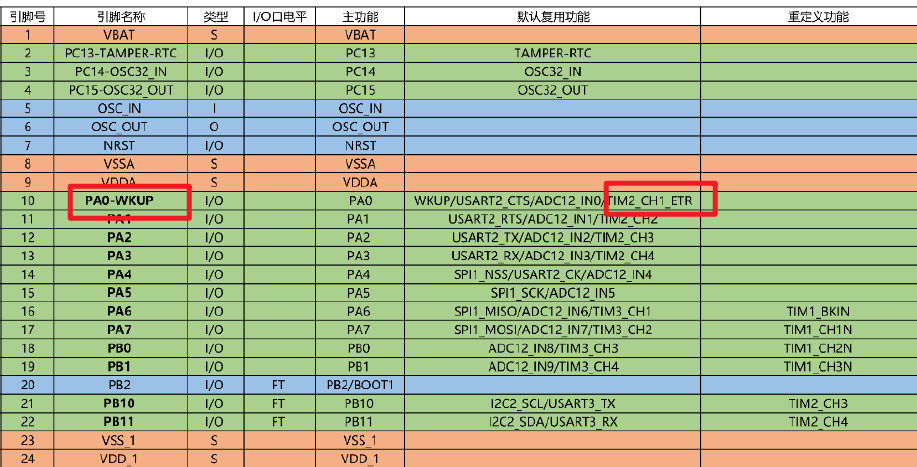 引脚号 引脚名称 类型 I/O口电平 主功能 默认复用功能 重定义功能
1 VBAT S VBAT
2 PC13-TAMPER-RTC I/O PC13 TAMPER-RTC
3 PC14-OSC32_IN I/O PC14 OSC32_IN
4 PC15-OSC32_OUT I/O PC15 OSC32_OUT
5 OSC_IN I OSC_IN
6 OSC_OUT O OSC_OUT
7 NRST I/O NRST
8 VSSA S VSSA
9 VDDA S VDDA
10 PA0-WKUP I/O PA0 WKUP/USART2_CTS/ADC12_IN0/TIM2_CH1_ETR
11 PA1 I/O PA1 USART2_RTS/ADC12_IN1/TIM2_CH2
12 PA2 I/O PA2 USART2_TX/ADC12_IN2/TIM2_CH3
13 PA3 I/O PA3 USART2_RX/ADC12_IN3/TIM2_CH4
14 PA4 I/O PA4 SPI1_NSS/USART2_CK/ADC12_IN4
15 PA5 I/O PA5 SPI1_SCK/ADC12_IN5
16 PA6 I/O PA6 SPI1_MISO/ADC12_IN6/TIM3_CH1 TIM1_BKIN
17 PA7 I/O PA7 SPI1_MOSI/ADC12_IN7/TIM3_CH2 TIM1_CH1N
18 PB0 I/O PB0 ADC12_IN8/TIM3_CH3 TIM1_CH2N
19 PB1 I/O PB1 ADC12_IN9/TIM3_CH4 TIM1_CH3N
20 PB2 I/O FT PB2/BOOT1
21 PB10 I/O FT PB10 I2C2_SCL/USART3_TX TIM2_CH3
22 PB11 I/O FT PB11 I2C2_SDA/USART3_RX TIM2_CH4
23 VSS_1 S VSS_1
24 VDD_1 S VDD_1